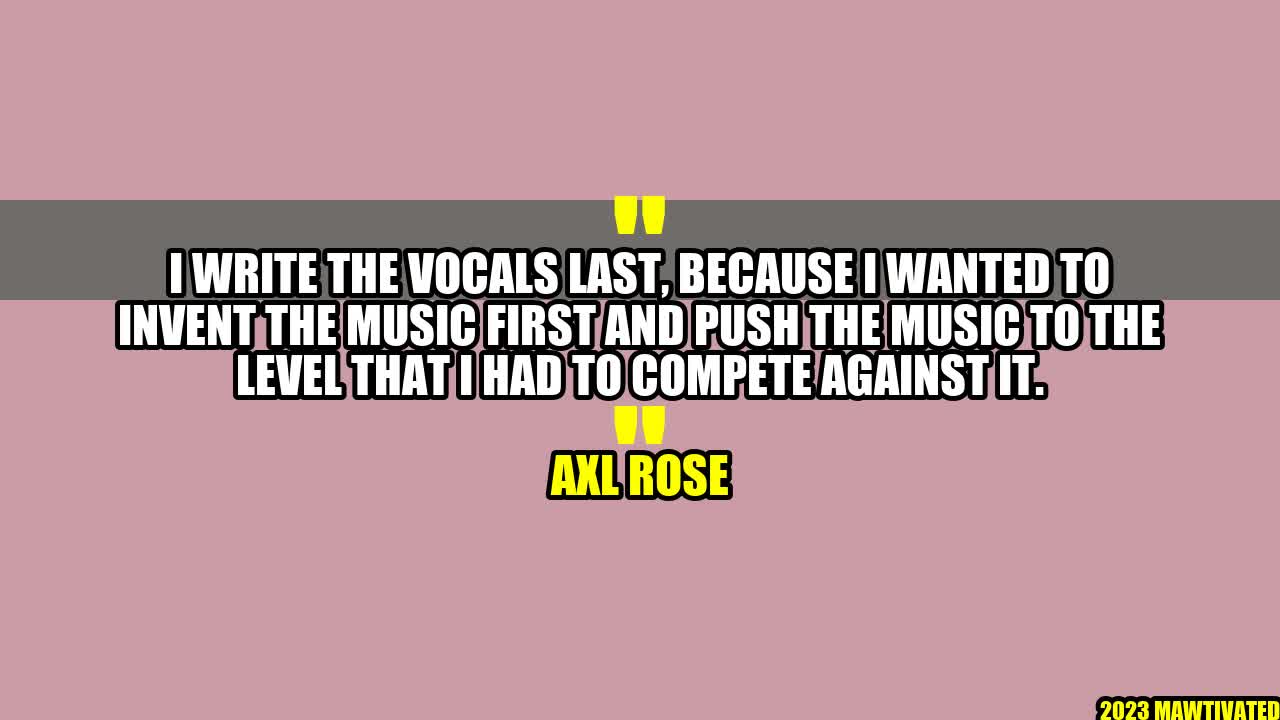 "
I WRITE THE VOCALS LAST, BECAUSE I WANTED TO
INVENT THE MUSIC FIRST AND PUSH THE MUSIC TO THE
LEVEL THAT I HAD TO COMPETE AGAINST IT.
"
AXL ROSE
2023 MAWTIVATED